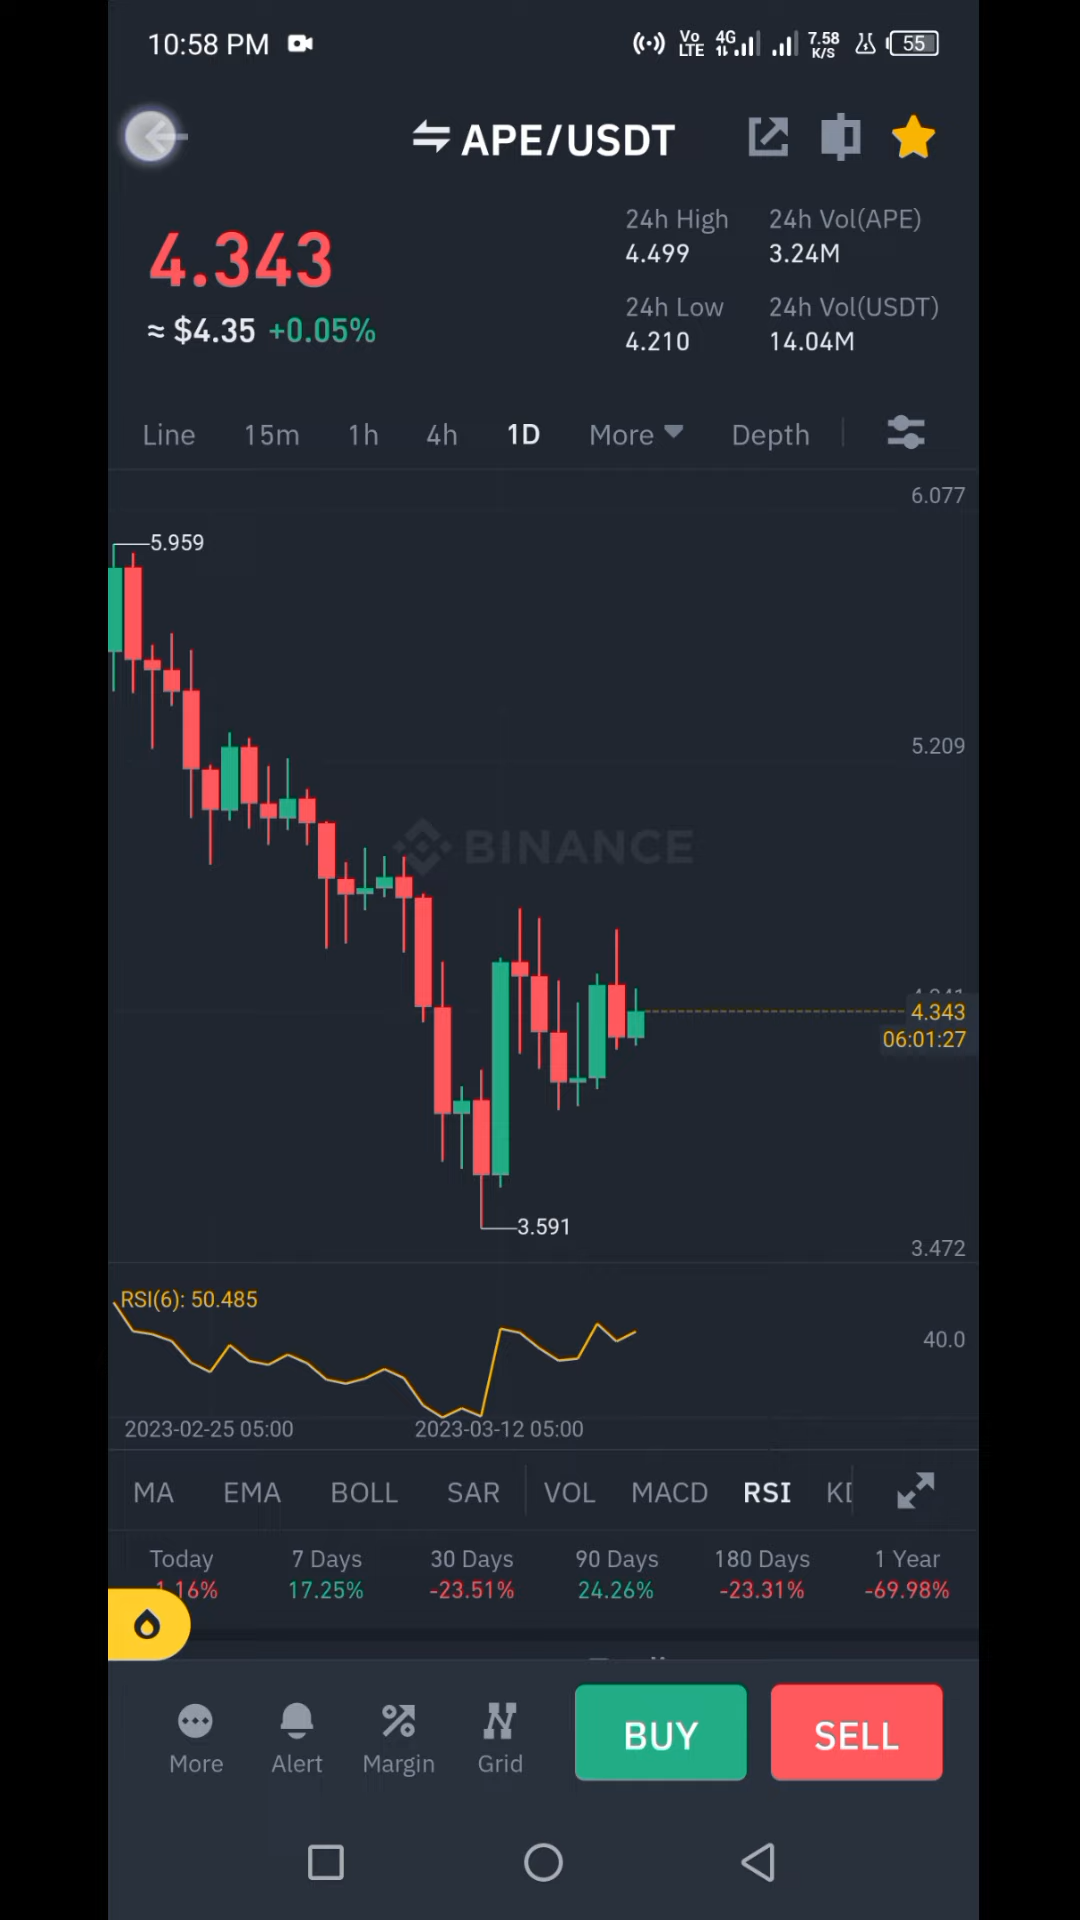 10:58 PM Vo LTE 4G 7.58 K/S 55
APE/USDT
4.343
≈ $4.35 +0.05%
24h High 24h Vol(APE)
4.499 3.24M
24h Low 24h Vol(USDT)
4.210 14.04M
Line 15m 1h 4h 1D More Depth
6.077
5.959
5.209
BINANCE
4.343
06:01:27
3.591
3.472
RSI(6): 50.485
40.0
2023-02-25 05:00 2023-03-12 05:00
MA EMA BOLL SAR VOL MACD RSI
Today 7 Days 30 Days 90 Days 180 Days 1 Year
17.25% -23.51% 24.26% -23.31% -69.98%
More Alert Margin Grid BUY SELL